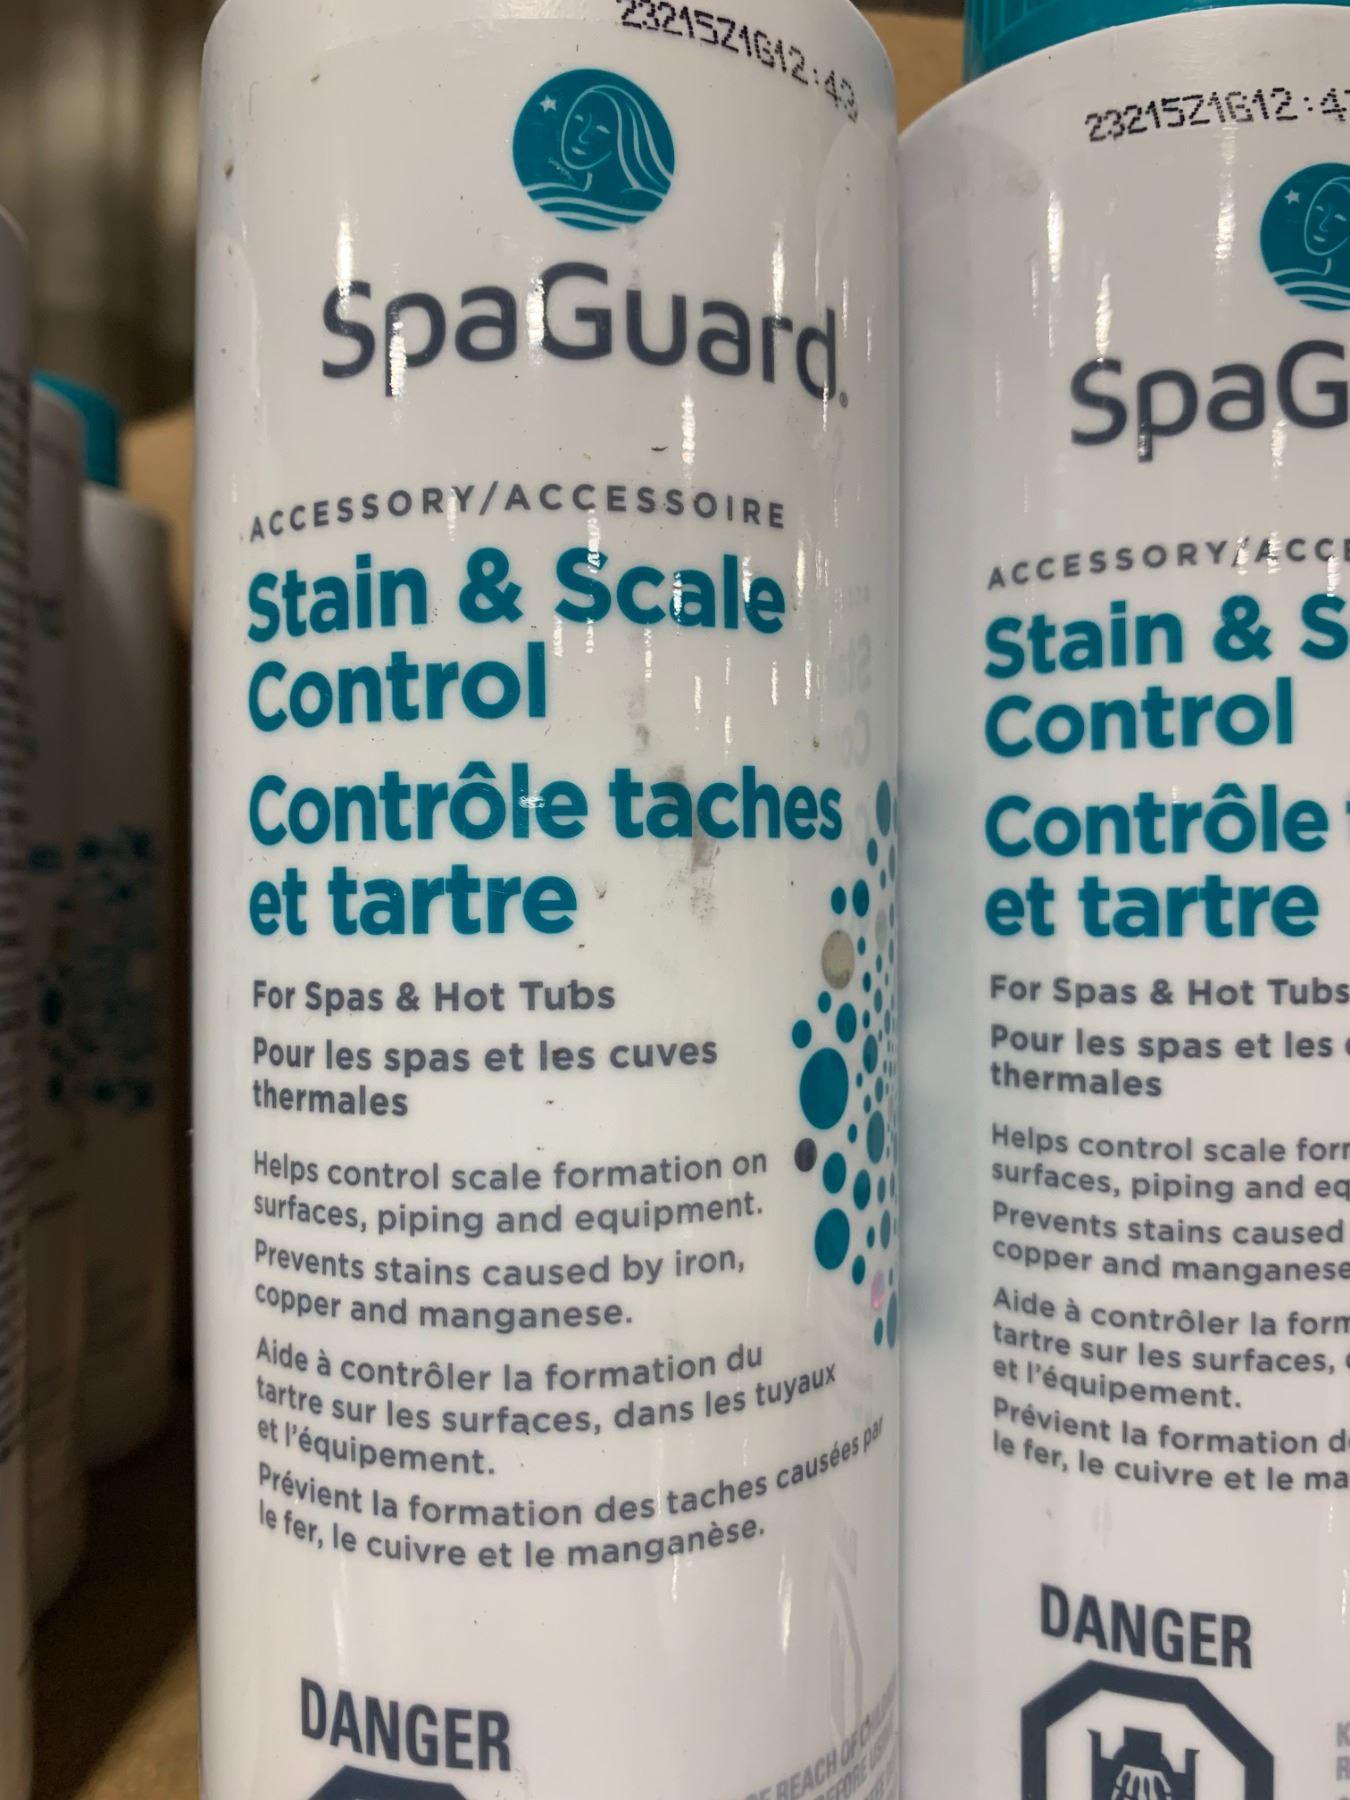 23215Z1G12:43
SpaGuard®
ACCESSORY/ACCESSOIRE
Stain & Scale
Control
Contrôle taches
et tartre
For Spas & Hot Tubs
Pour les spas et les cuves
thermales
Helps control scale formation on
surfaces, piping and equipment.
Prevents stains caused by iron,
copper and manganese.
Aide à contrôler la formation du
tartre sur les surfaces, dans les tuyaux
et l'équipement.
Prévient la formation des taches causées par
le fer, le cuivre et le manganèse.
DANGER
REACH OF
23215Z1G12:4
SpaG
ACCESSORY/ACCE
Stain & S
Control
Contrôle
et tartre
For Spas & Hot Tubs
Pour les spas et les
thermales
Helps control scale form
surfaces, piping and eq
Prevents stains caused
copper and manganese
Aide à contrôler la form
tartre sur les surfaces,
et l'équipement.
Prévient la formation d
le fer, le cuivre et le ma
DANGER